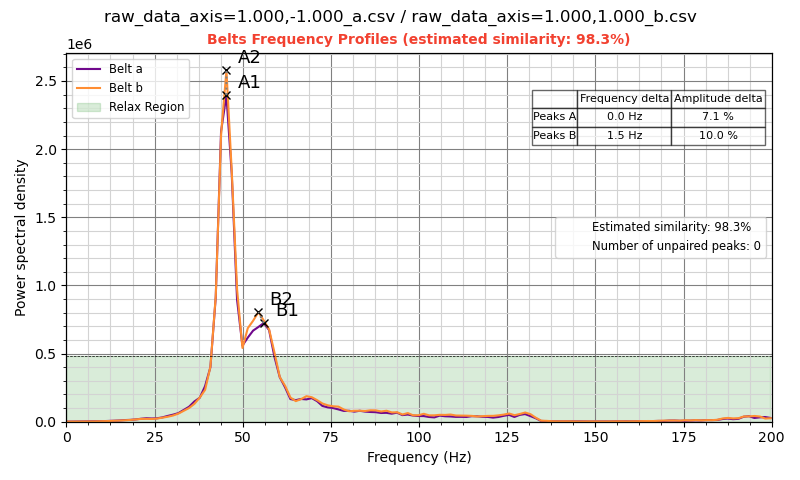 raw_data_axis=1.000,-1.000_a.csv / raw_data_axis=1.000,1.000_b.csv
Belts Frequency Profiles (estimated similarity: 98.3%)
1e6
Belt a
Belt b
Relax Region
A2
A1
B2
B1
Frequency delta Amplitude delta
Peaks A 0.0 Hz 7.1 %
Peaks B 1.5 Hz 10.0 %
Estimated similarity: 98.3%
Number of unpaired peaks: 0
Power spectral density
2.5
2.0
1.5
1.0
0.5
0.0
0 25 50 75 100 125 150 175 200
Frequency (Hz)